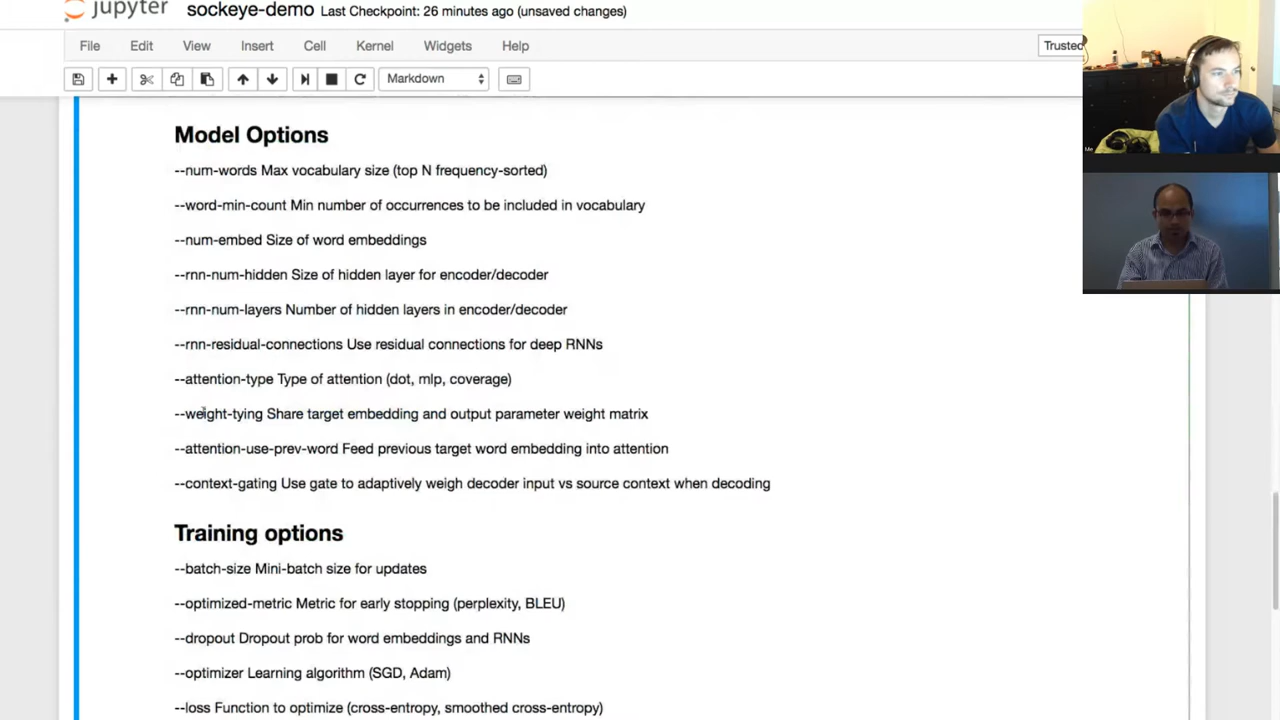 jupyter sockeye-demo Last Checkpoint: 26 minutes ago (unsaved changes)
File Edit View Insert Cell Kernel Widgets Help Trusted
Markdown
Me
Model Options
--num-words Max vocabulary size (top N frequency-sorted)
--word-min-count Min number of occurrences to be included in vocabulary
--num-embed Size of word embeddings
--rnn-num-hidden Size of hidden layer for encoder/decoder
--rnn-num-layers Number of hidden layers in encoder/decoder
--rnn-residual-connections Use residual connections for deep RNNs
--attention-type Type of attention (dot, mlp, coverage)
--weight-tying Share target embedding and output parameter weight matrix
--attention-use-prev-word Feed previous target word embedding into attention
--context-gating Use gate to adaptively weigh decoder input vs source context when decoding
Training options
--batch-size Mini-batch size for updates
--optimized-metric Metric for early stopping (perplexity, BLEU)
--dropout Dropout prob for word embeddings and RNNs
--optimizer Learning algorithm (SGD, Adam)
--loss Function to optimize (cross-entropy, smoothed cross-entropy)